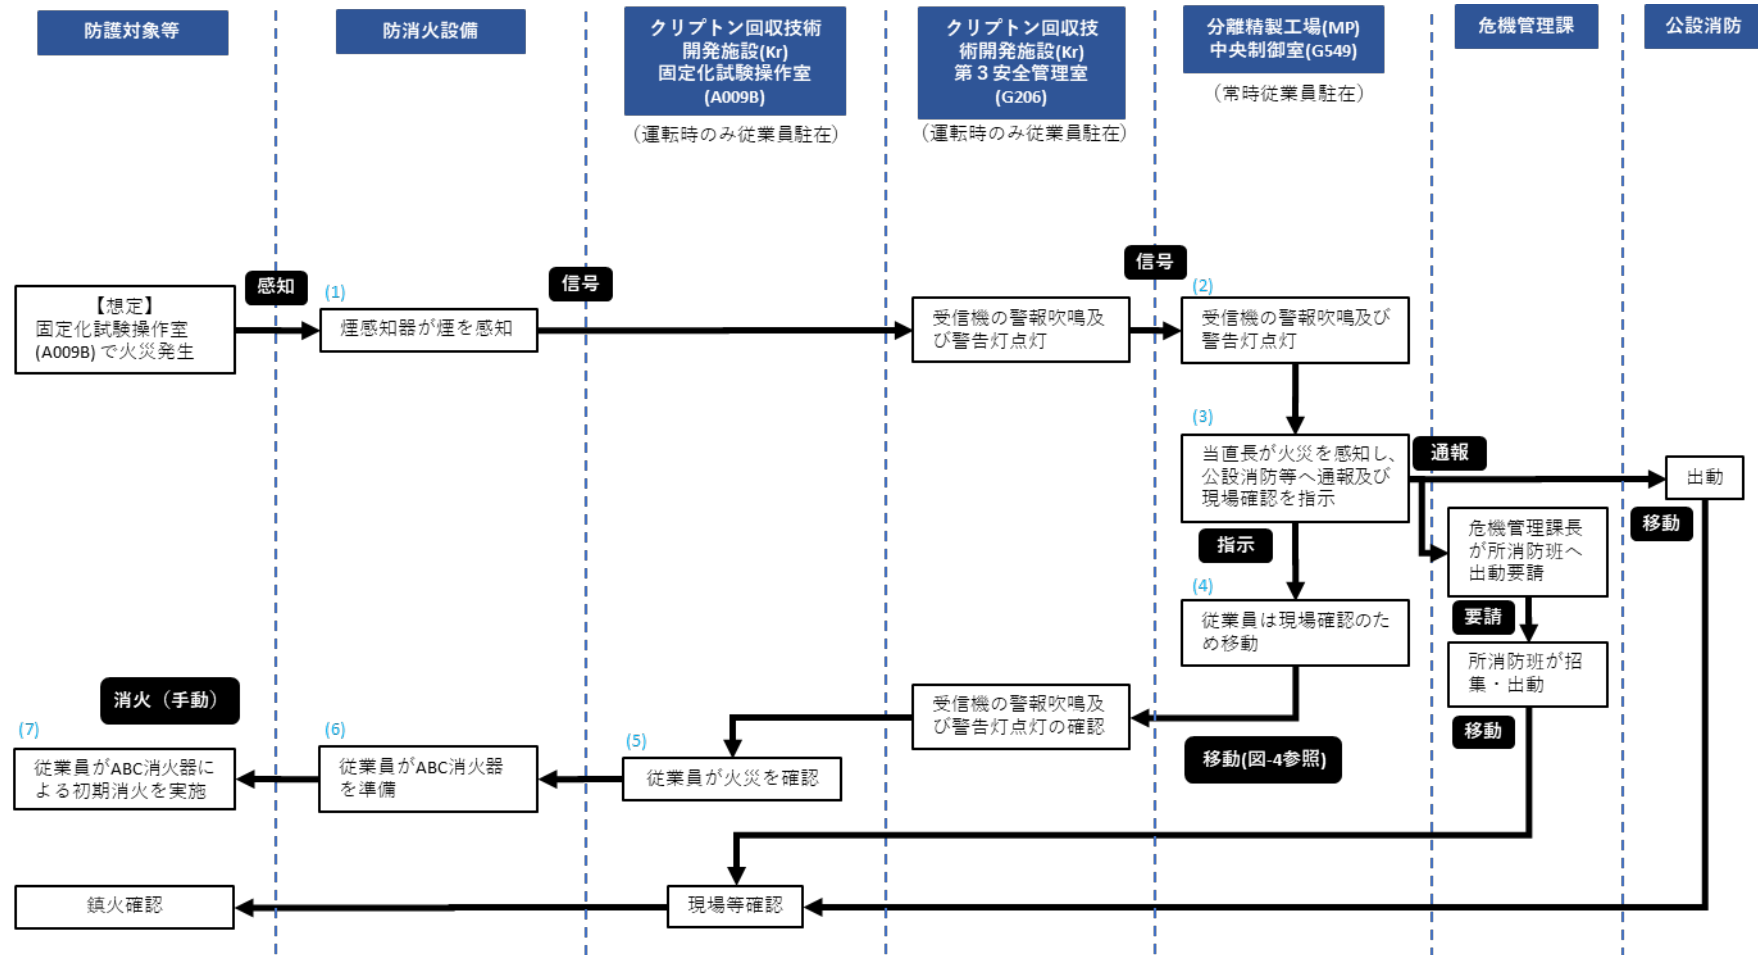 防護対象等
防消火設備
クリプトン回収技術
開発施設(Kr)
固定化試験操作室
(A009B)
（運転時のみ従業員駐在）
クリプトン回収技
術開発施設(Kr)
第３安全管理室
(G206)
（運転時のみ従業員駐在）
分離精製工場(MP)
中央制御室(G549)
（常時従業員駐在）
危機管理課
公設消防
【想定】
固定化試験操作室
(A009B) で火災発生
感知
(1)
煙感知器が煙を感知
信号
受信機の警報吹鳴及
び警告灯点灯
信号
(2)
受信機の警報吹鳴及び
警告灯点灯
(3)
当直長が火災を感知し、
公設消防等へ通報及び
現場確認を指示
通報
出動
移動
危機管理課長
が所消防班へ
出動要請
指示
(4)
従業員は現場確認のた
め移動
要請
所消防班が招
集・出動
移動
移動(図-4参照)
受信機の警報吹鳴及
び警告灯点灯の確認
(5)
従業員が火災を確認
(6)
従業員がABC消火器
を準備
消火（手動）
(7)
従業員がABC消火器に
よる初期消火を実施
現場等確認
鎮火確認